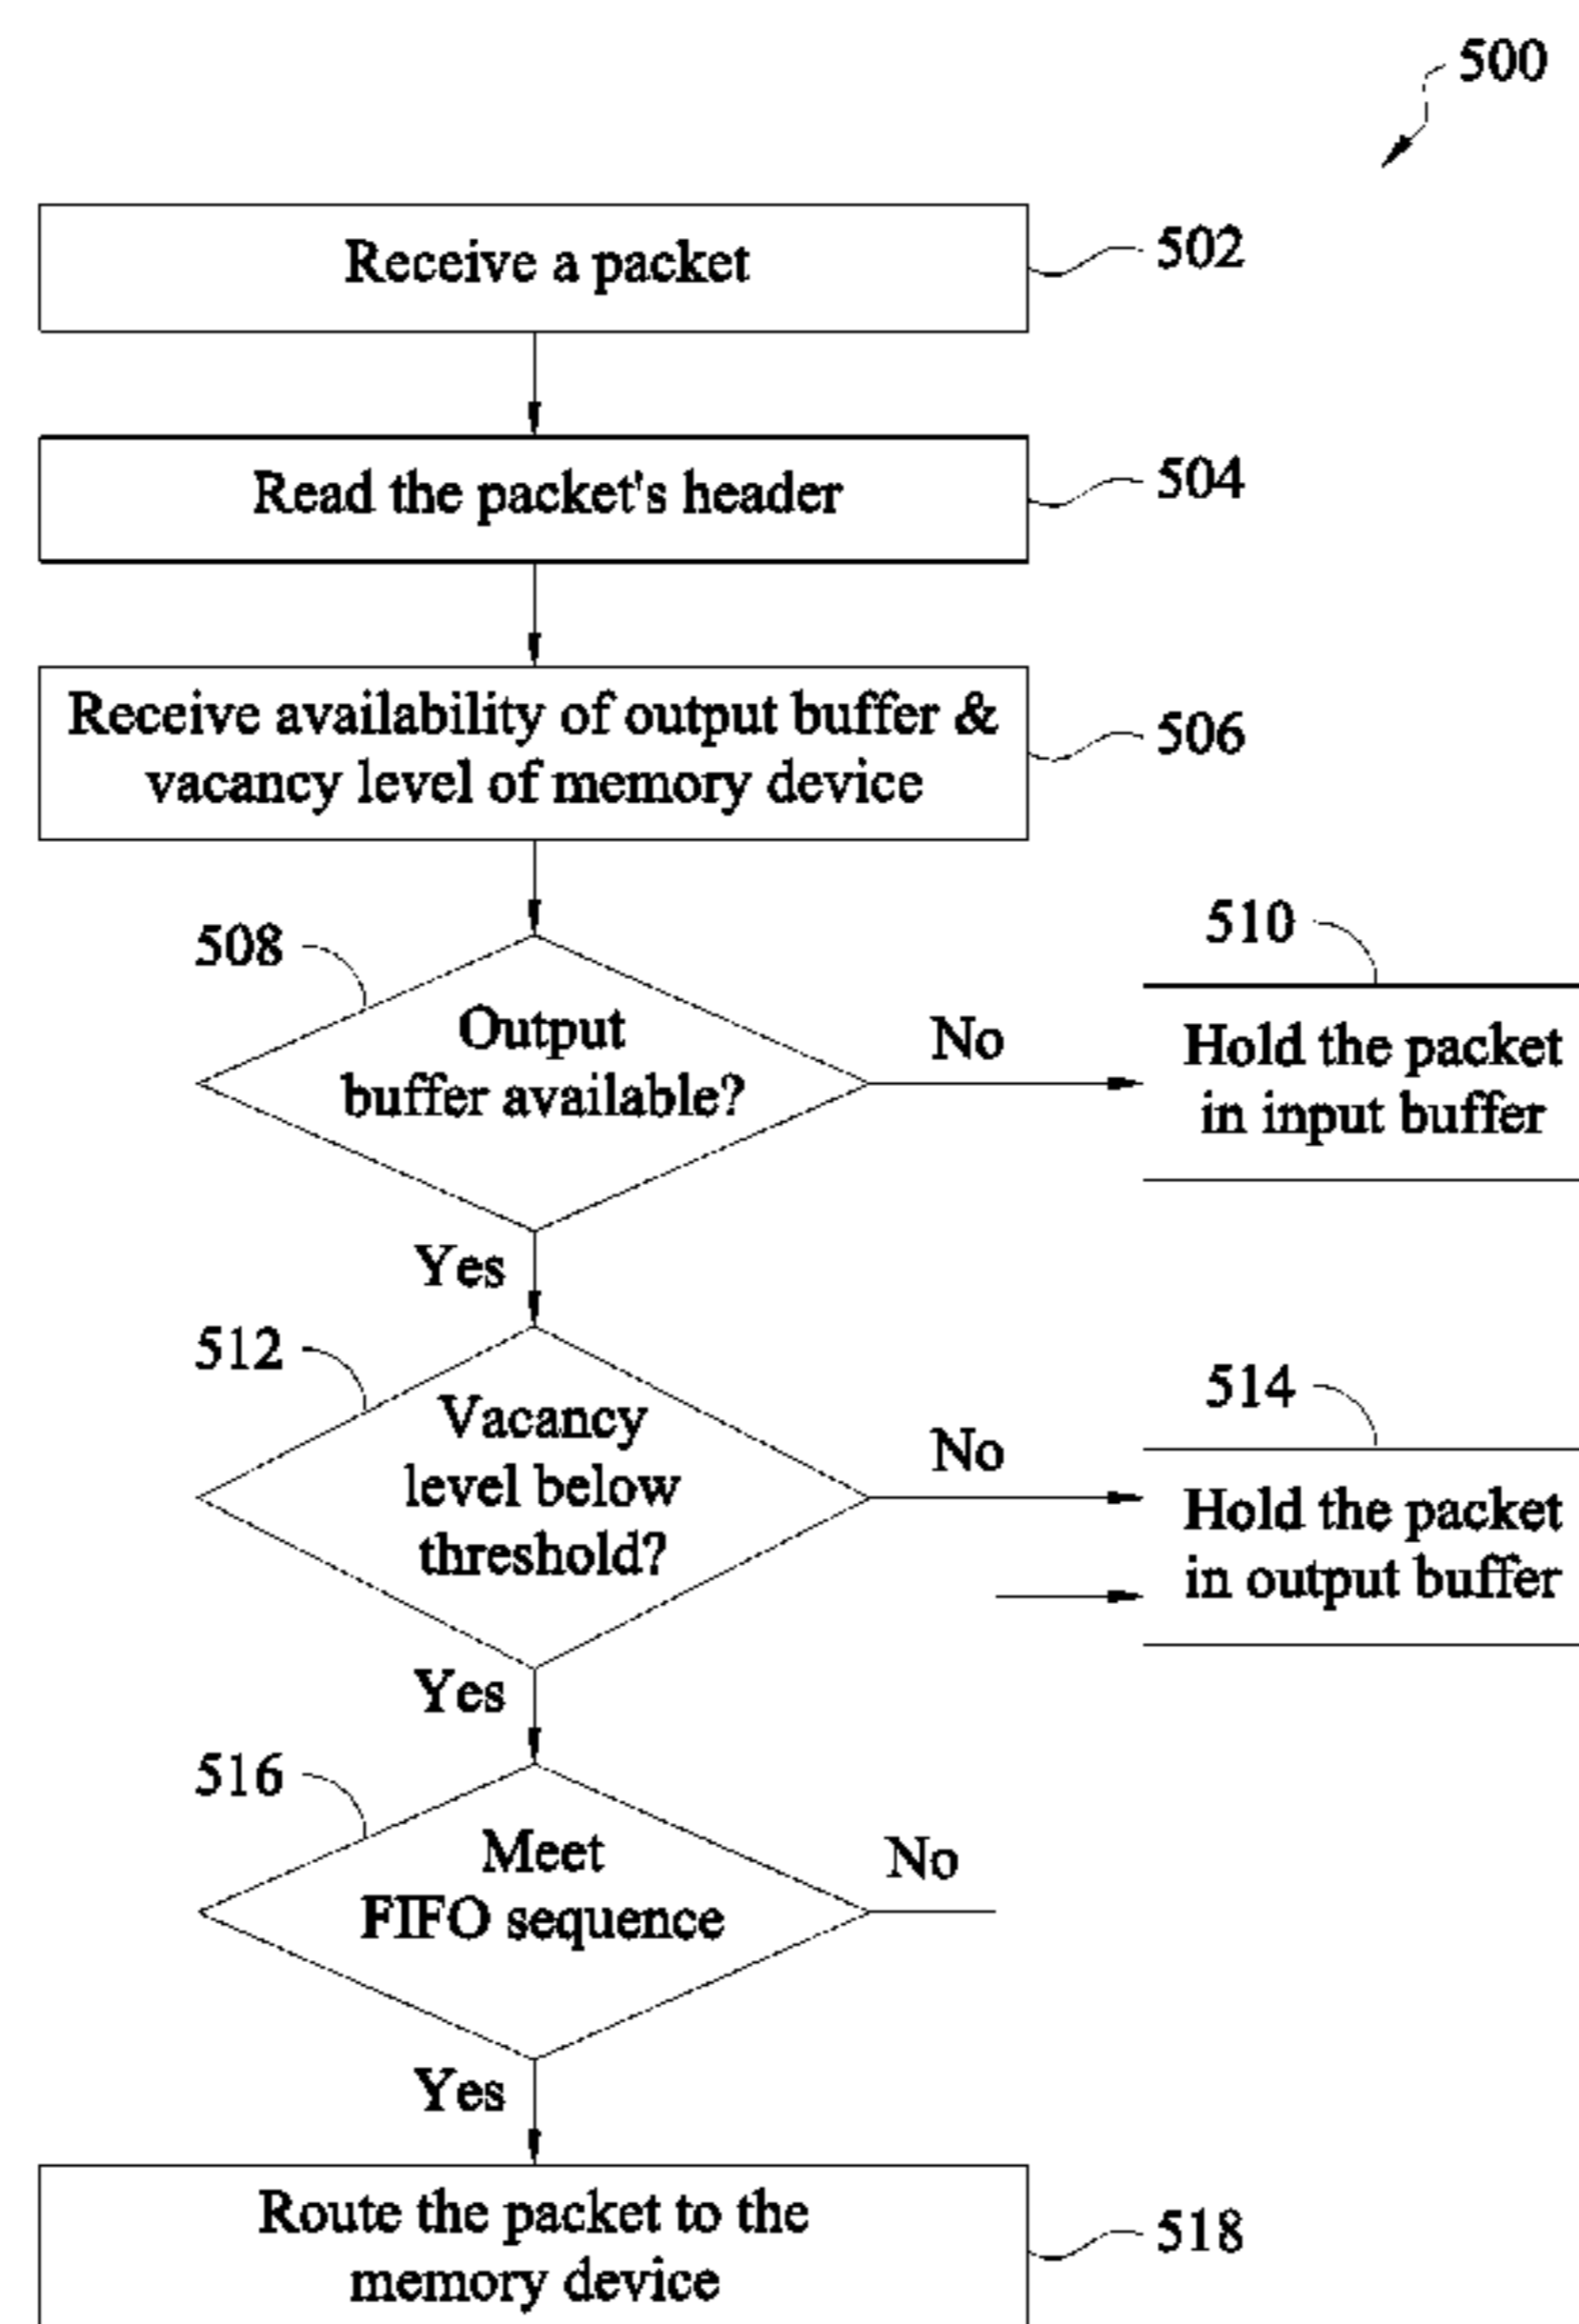 500
Receive a packet
502
Read the packet's header
504
Receive availability of output buffer &
vacancy level of memory device
506
508
Output
buffer available?
No
510
Hold the packet
in input buffer
Yes
512
Vacancy
level below
threshold?
No
514
Hold the packet
in output buffer
Yes
516
Meet
FIFO sequence
No
Yes
Route the packet to the
memory device
518